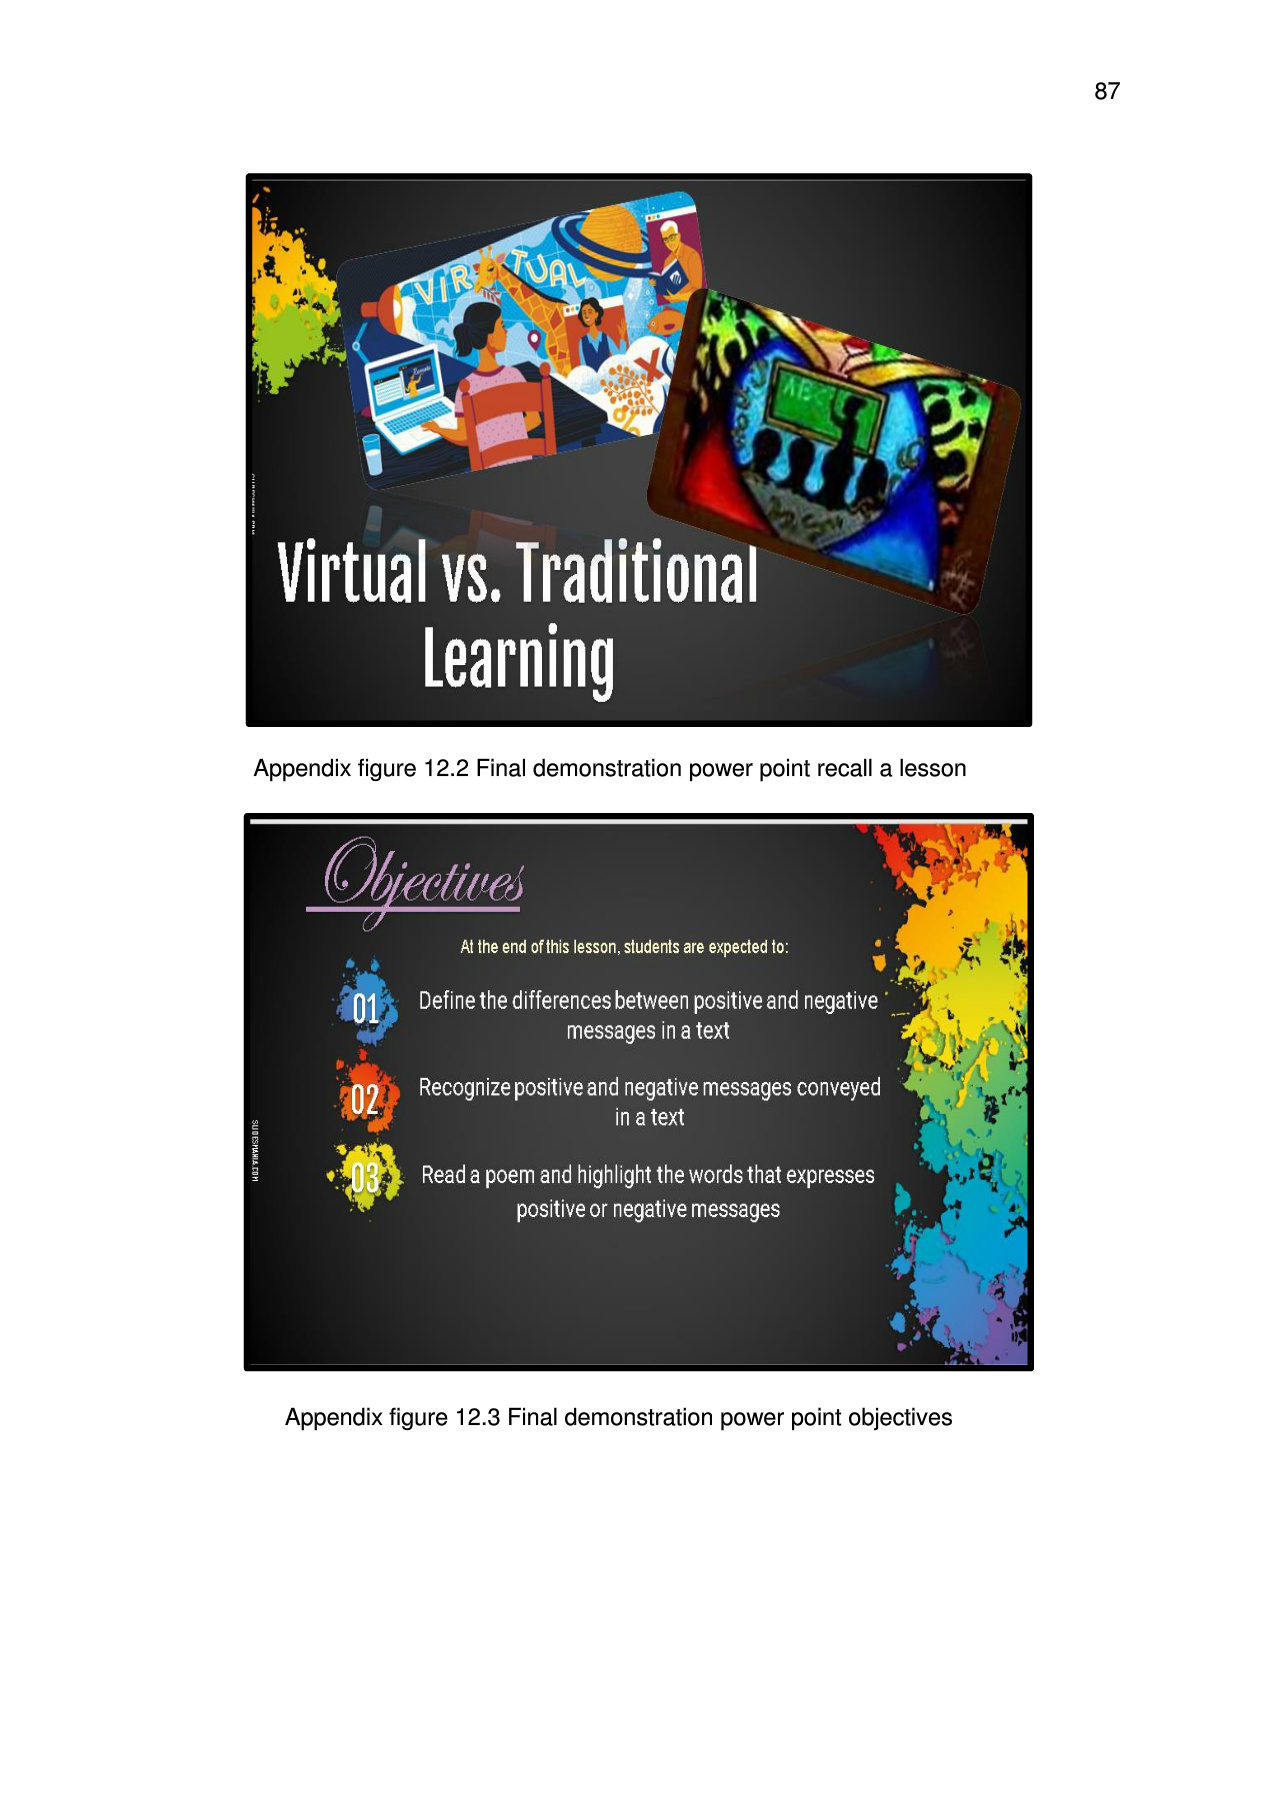 87
VIRTUAL
ABC
Virtual vs. Traditional
Learning
Appendix figure 12.2 Final demonstration power point recall a lesson
Objectives
At the end of this lesson, students are expected to:
01
Define the differences between positive and negative
messages in a text
02
Recognize positive and negative messages conveyed
in a text
03
Read a poem and highlight the words that expresses
positive or negative messages
SLIDESMANIA.COM
Appendix figure 12.3 Final demonstration power point objectives